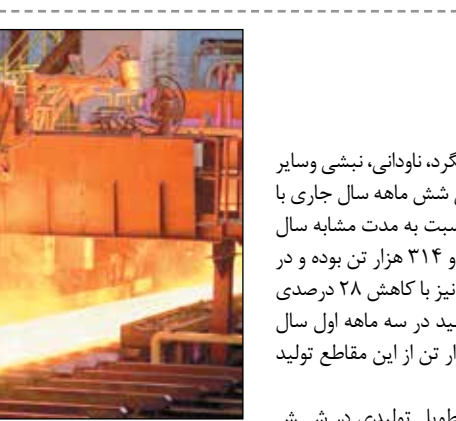 گرد، ناودانی، نبشی وسایر
شش ماهه سال جاری با
سبت به مدت مشابه سال
و ۳۱۴ هزار تن بوده و در
نیز با کاهش ۲۸ درصدی
ید در سه ماهه اول سال
ار تن از این مقاطع تولید
طویل تولیدی در